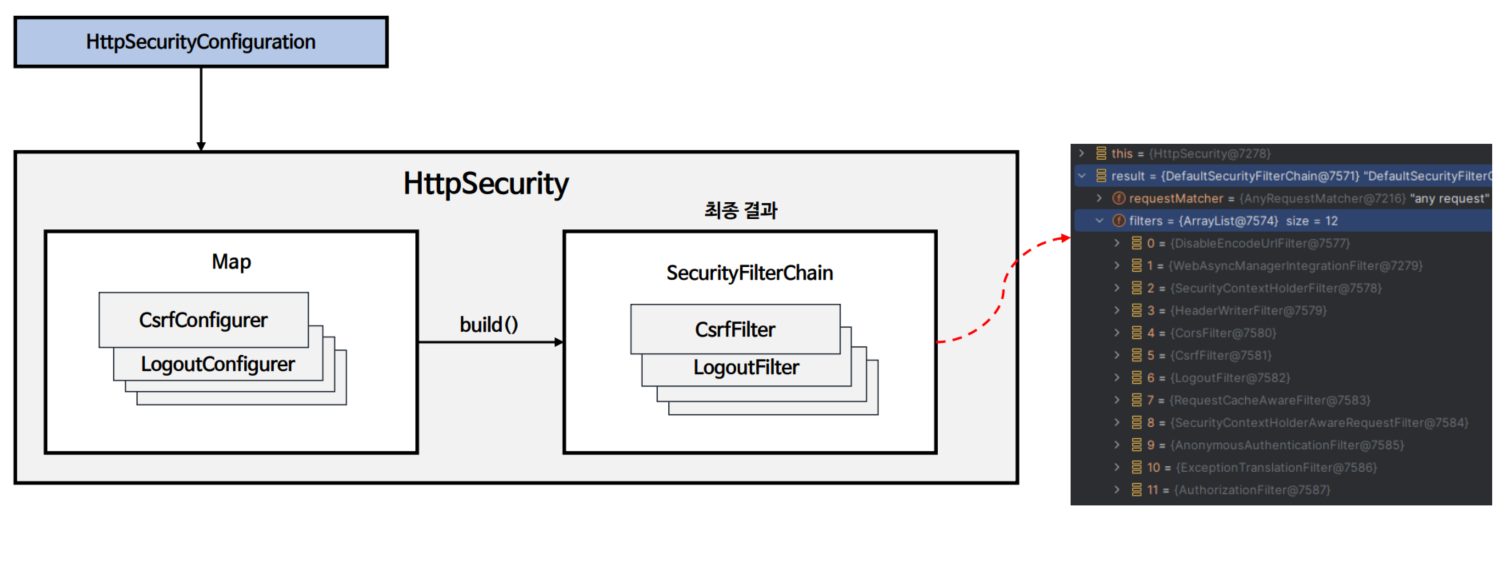 HttpSecurityConfiguration
HttpSecurity
최종 결과
Map
CsrfConfigurer
LogoutConfigurer
build()
SecurityFilterChain
CsrfFilter
LogoutFilter
this = {HttpSecurity@7278}
result = {DefaultSecurityFilterChain@7571} "DefaultSecurityFilterC
requestMatcher = {AnyRequestMatcher@7216} "any request"
filters = {ArrayList@7574} size = 12
0 = {DisableEncodeUrlFilter@7577}
1 = {WebAsyncManagerIntegrationFilter@7279}
2 = {SecurityContextHolderFilter@7578}
3 = {HeaderWriterFilter@7579}
4 = {CorsFilter@7580}
5 = {CsrfFilter@7581}
6 = {LogoutFilter@7582}
7 = {RequestCacheAwareFilter@7583}
8 = {SecurityContextHolderAwareRequestFilter@7584}
9 = {AnonymousAuthenticationFilter@7585}
10 = {ExceptionTranslationFilter@7586}
11 = {AuthorizationFilter@7587}